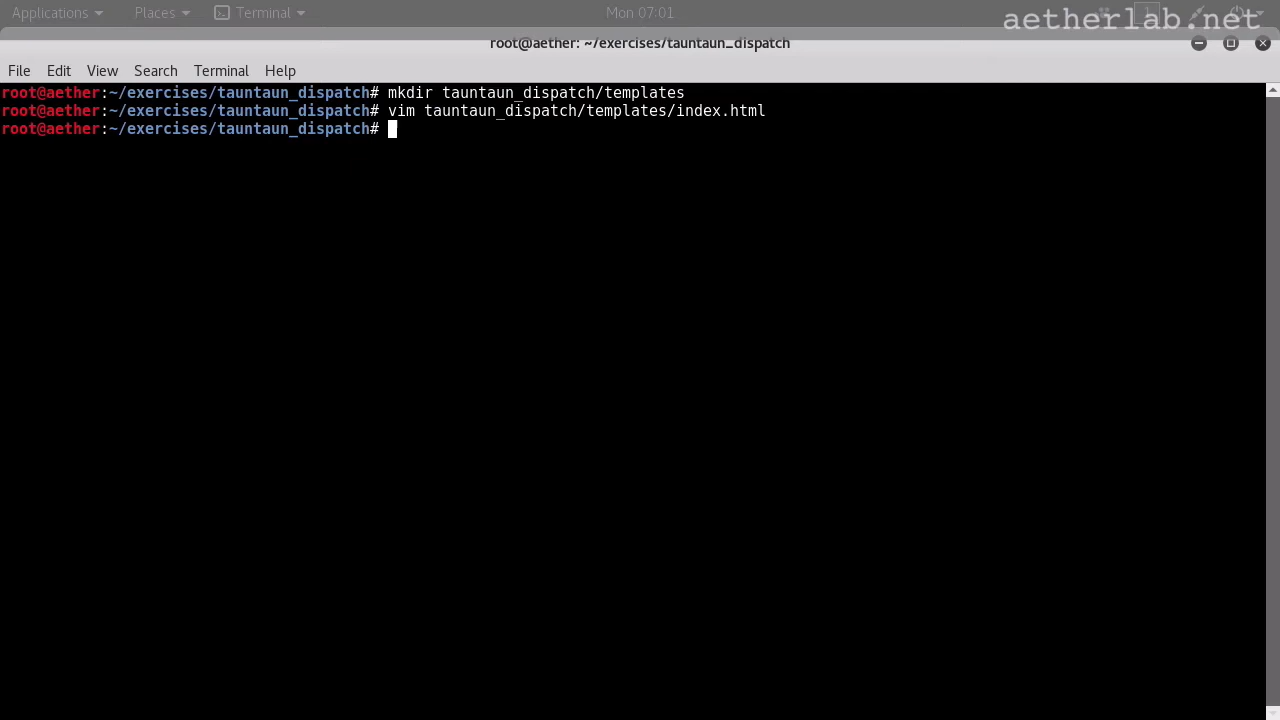 Applications Places Terminal Mon 07:01 1
aetherlab.net
root@aether: ~/exercises/tauntaun_dispatch
File Edit View Search Terminal Help
root@aether:~/exercises/tauntaun_dispatch# mkdir tauntaun_dispatch/templates
root@aether:~/exercises/tauntaun_dispatch# vim tauntaun_dispatch/templates/index.html
root@aether:~/exercises/tauntaun_dispatch#